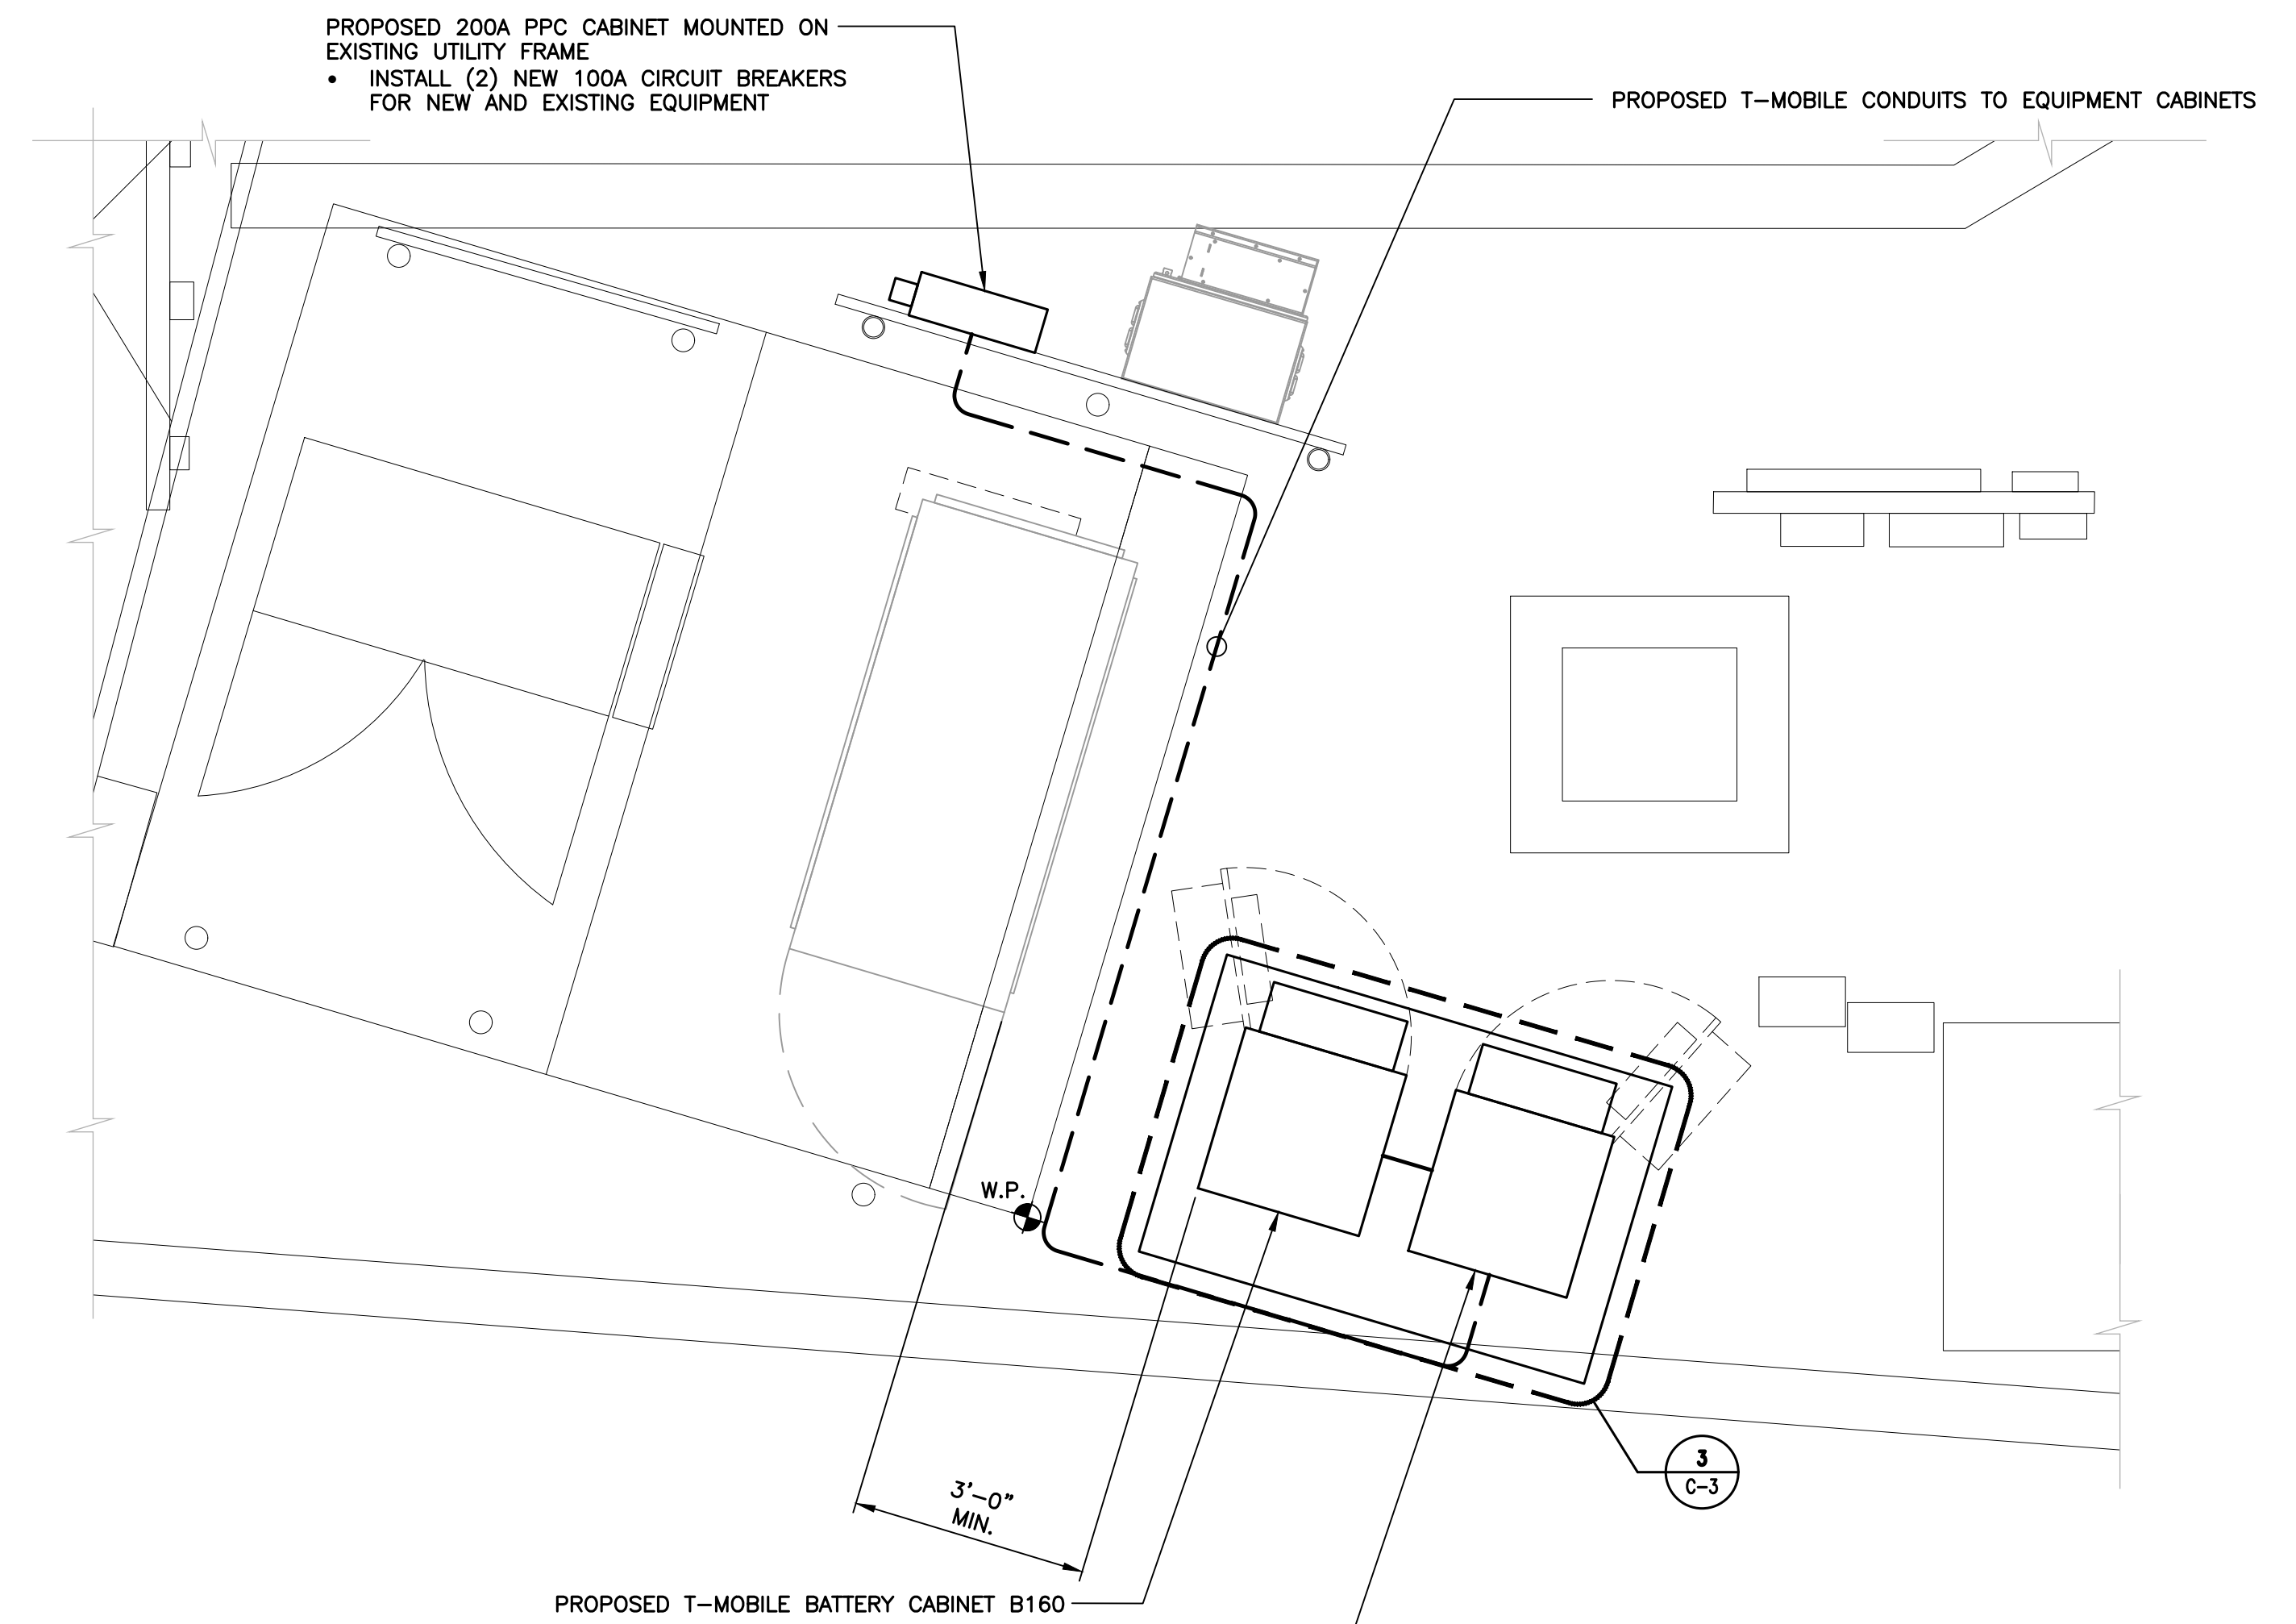 PROPOSED 200A PPC CABINET MOUNTED ON
EXISTING UTILITY FRAME
• INSTALL (2) NEW 100A CIRCUIT BREAKERS
FOR NEW AND EXISTING EQUIPMENT
PROPOSED T-MOBILE CONDUITS TO EQUIPMENT CABINETS
W.P.
3'-0"
MIN.
3
C-3
PROPOSED T-MOBILE BATTERY CABINET B160